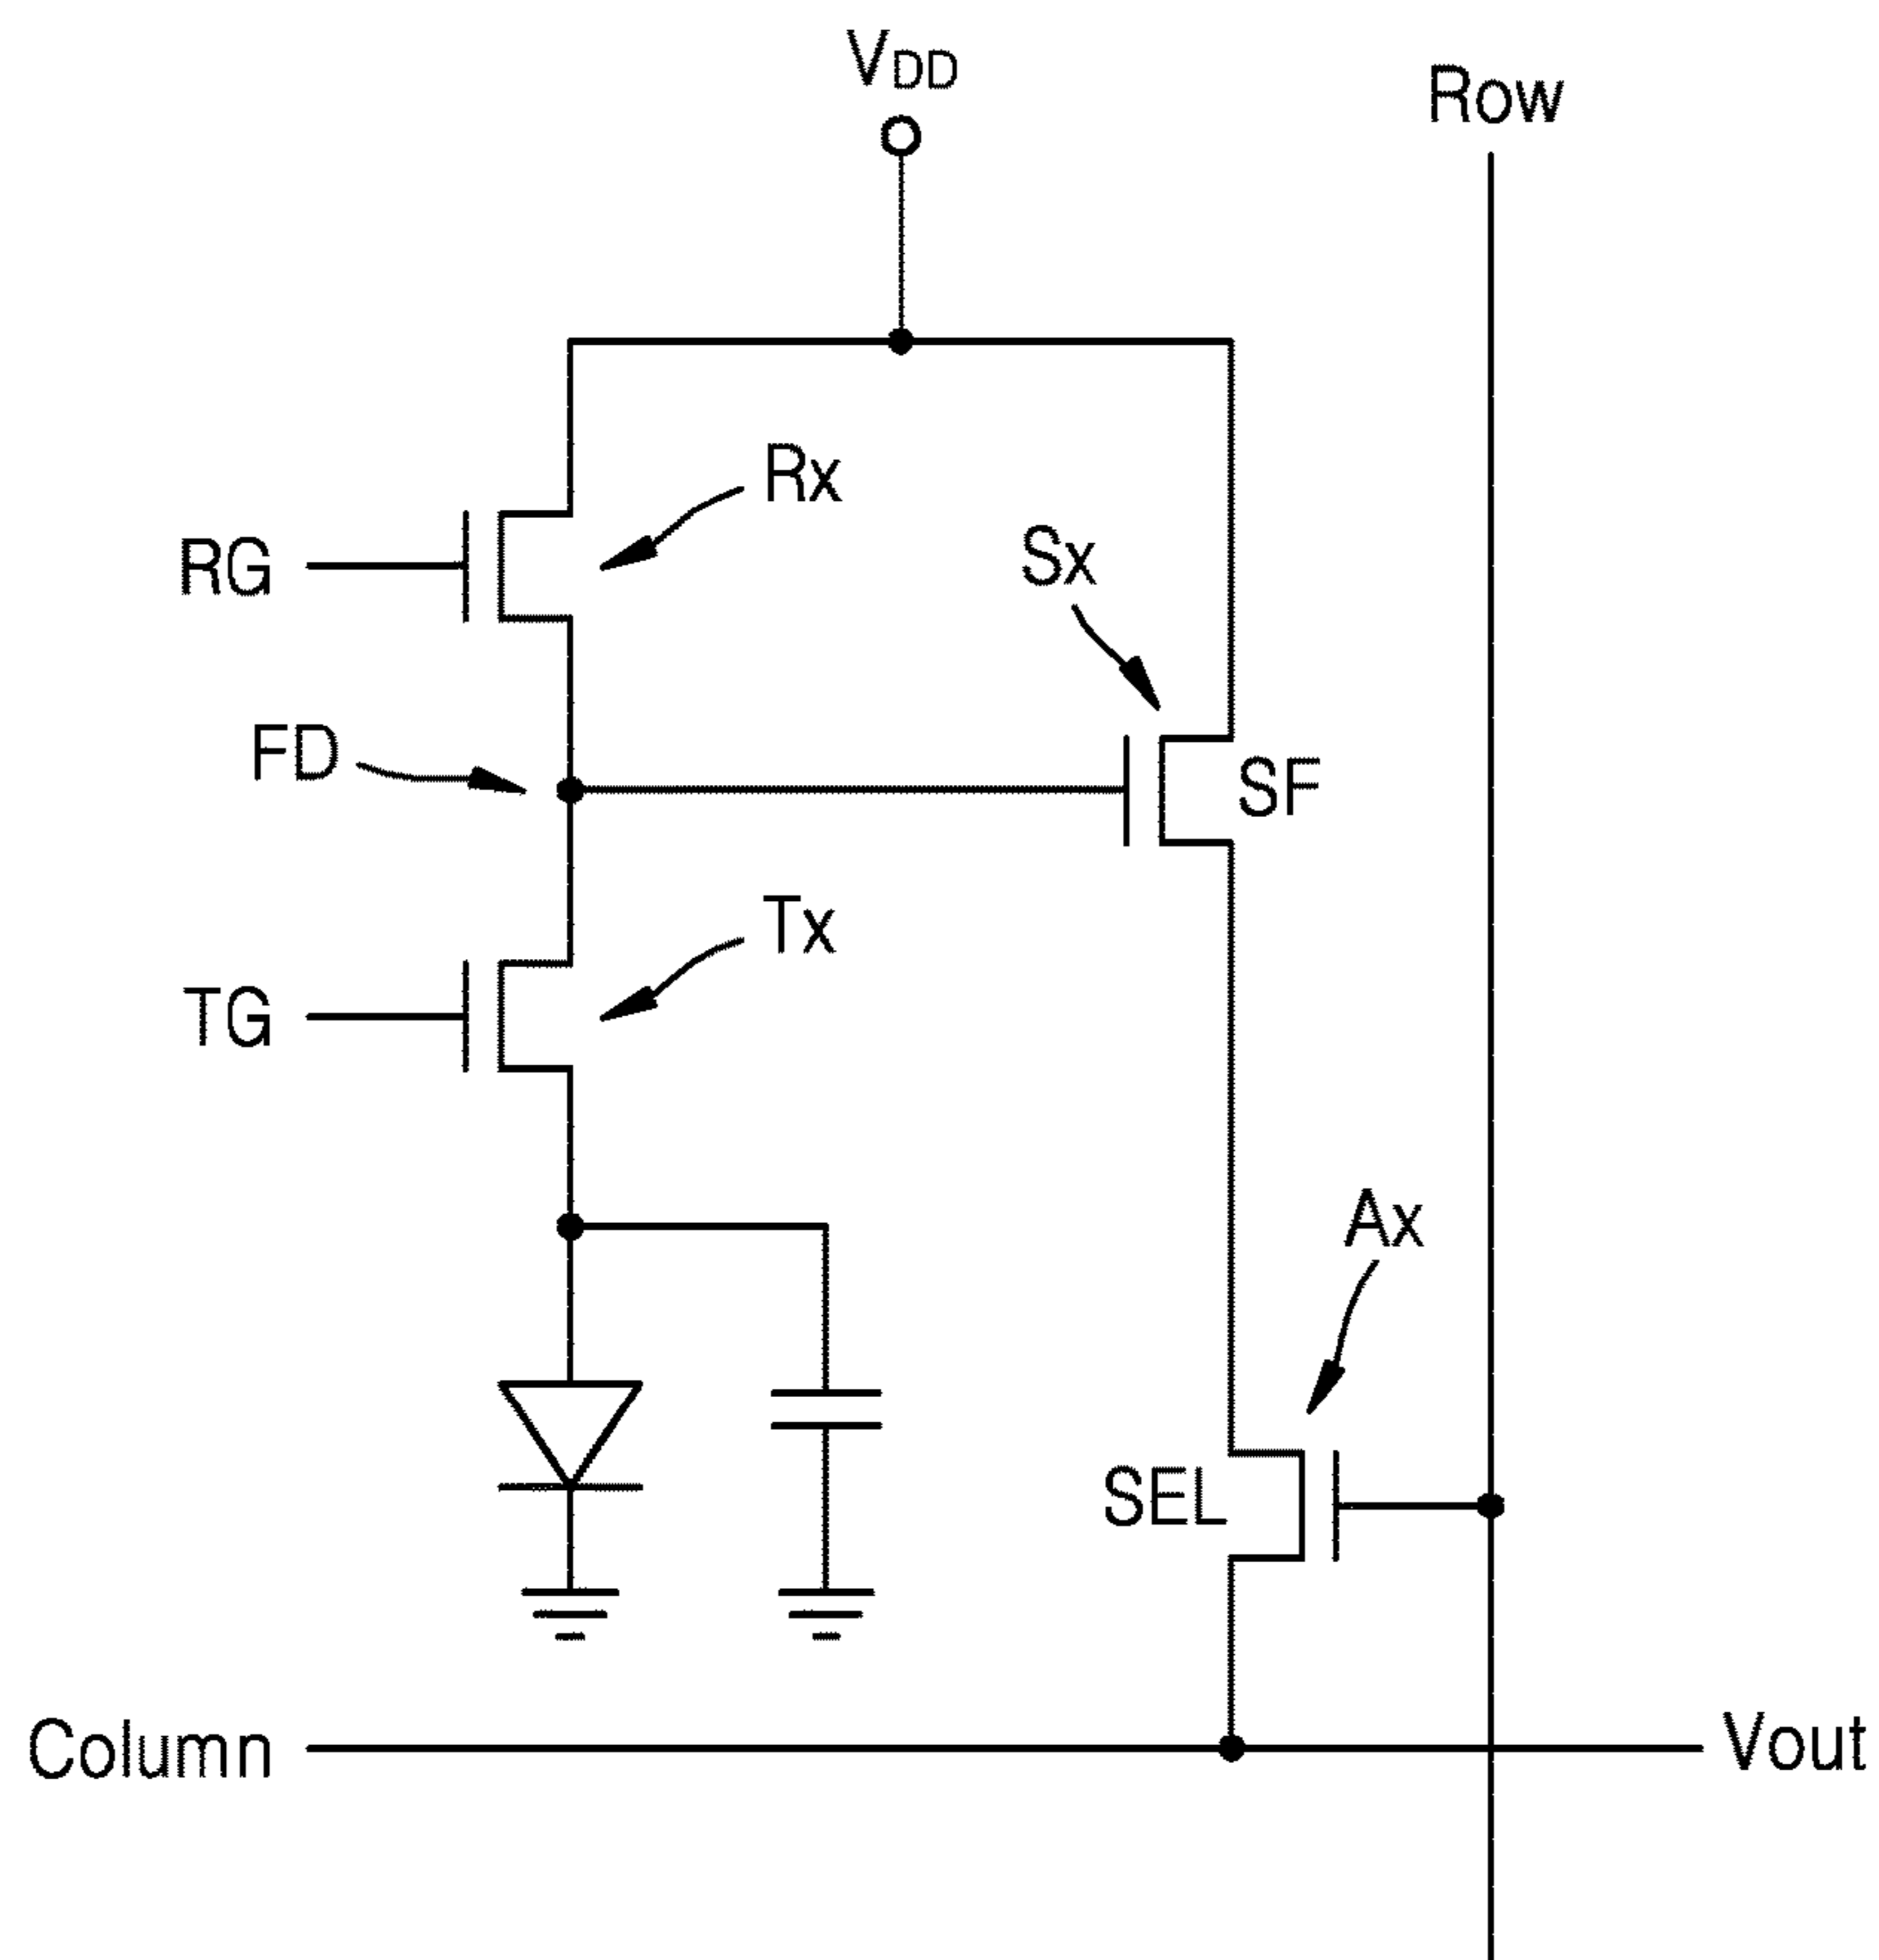 VDD
Row
Rx
RG
Sx
FD
SF
Tx
TG
Ax
SEL
Column
Vout